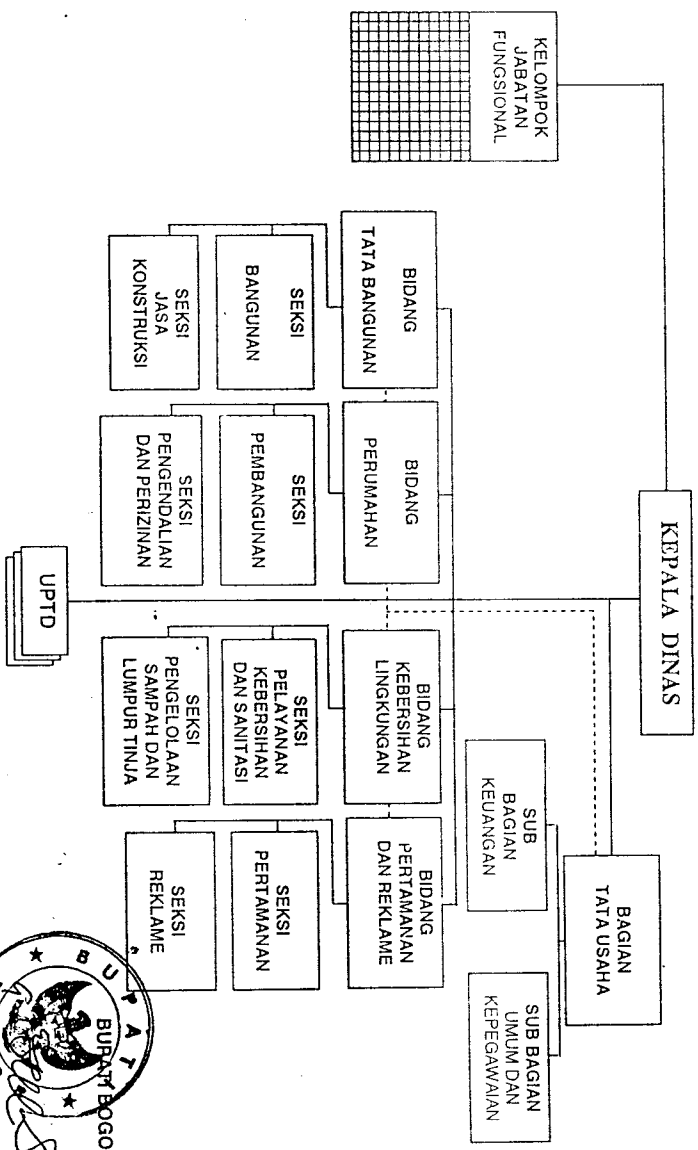 KEPALA DINAS
KELOMPOK
JABATAN
FUNGSIONAL
BAGIAN
TATA USAHA
SUB
BAGIAN
KEUANGAN
SUB BAGIAN
UMUM DAN
KEPEGAWAIAN
BIDANG
TATA BANGUNAN
BIDANG
PERUMAHAN
BIDANG
KEBERSIHAN
LINGKUNGAN
BIDANG
PERTAMANAN
DAN REKLAME
SEKSI
BANGUNAN
SEKSI
PEMBANGUNAN
SEKSI
PELAYANAN
KEBERSIHAN
DAN SANITASI
SEKSI
PERTAMANAN
SEKSI
JASA
KONSTRUKSI
SEKSI
PENGENDALIAN
DAN PERIZINAN
SEKSI
PENGELOLAAN
SAMPAH DAN
LUMPUR TINJA
SEKSI
REKLAME
UPTD
BUPATI BOGO
BUPAT